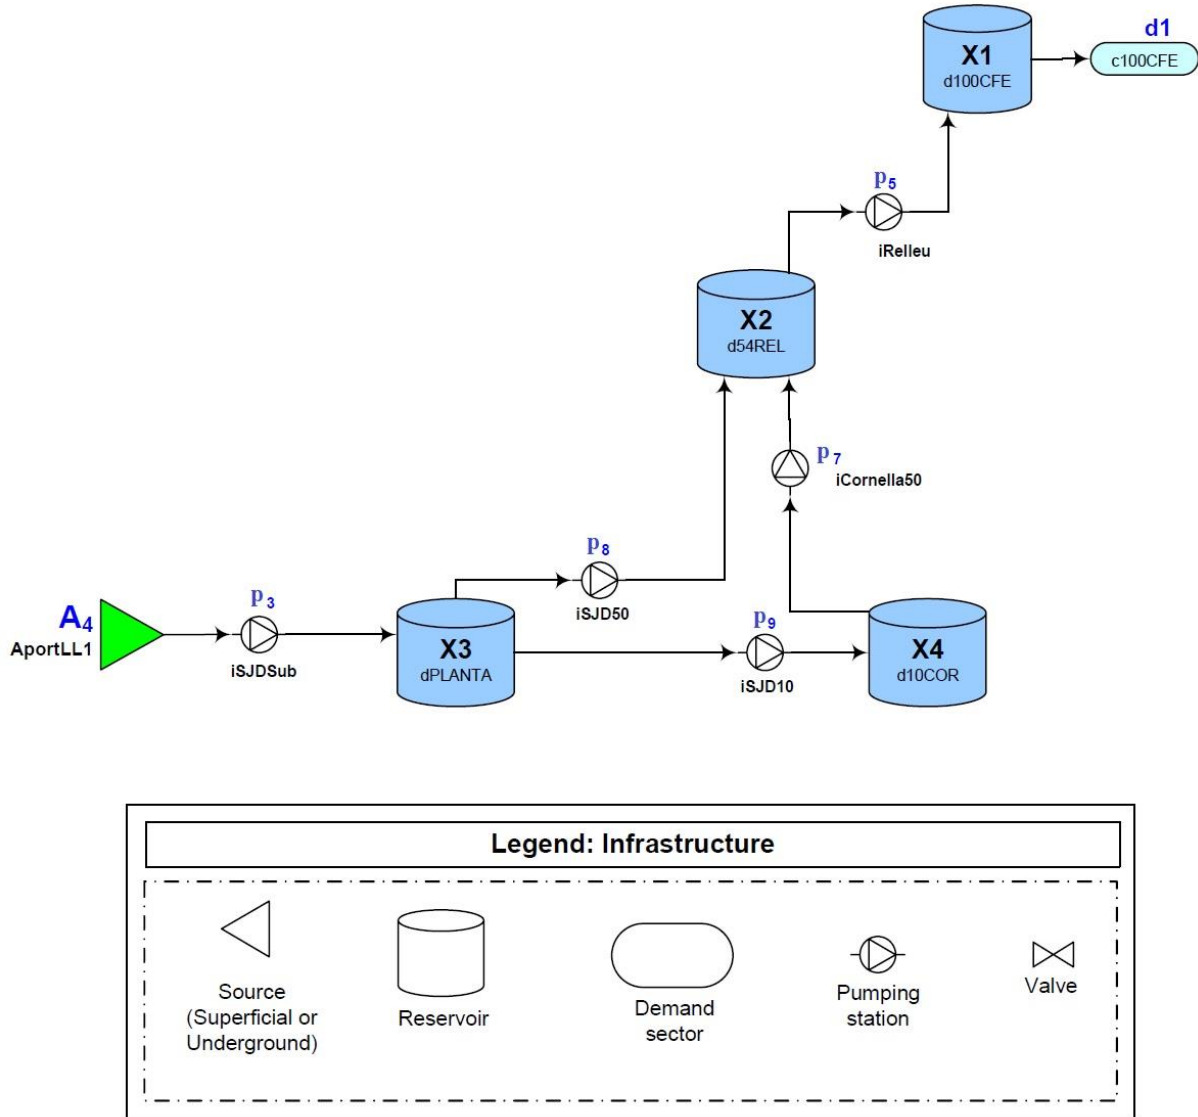 d1
X1
d100CFE
c100CFE
p5
iRelleu
X2
d54REL
p7
iCornella50
p8
iSJD50
A4
AportLL1
p3
iSJDSub
X3
dPLANTA
p9
iSJD10
X4
d10COR
Legend: Infrastructure
Source
(Superficial or
Underground)
Reservoir
Demand
sector
Pumping
station
Valve